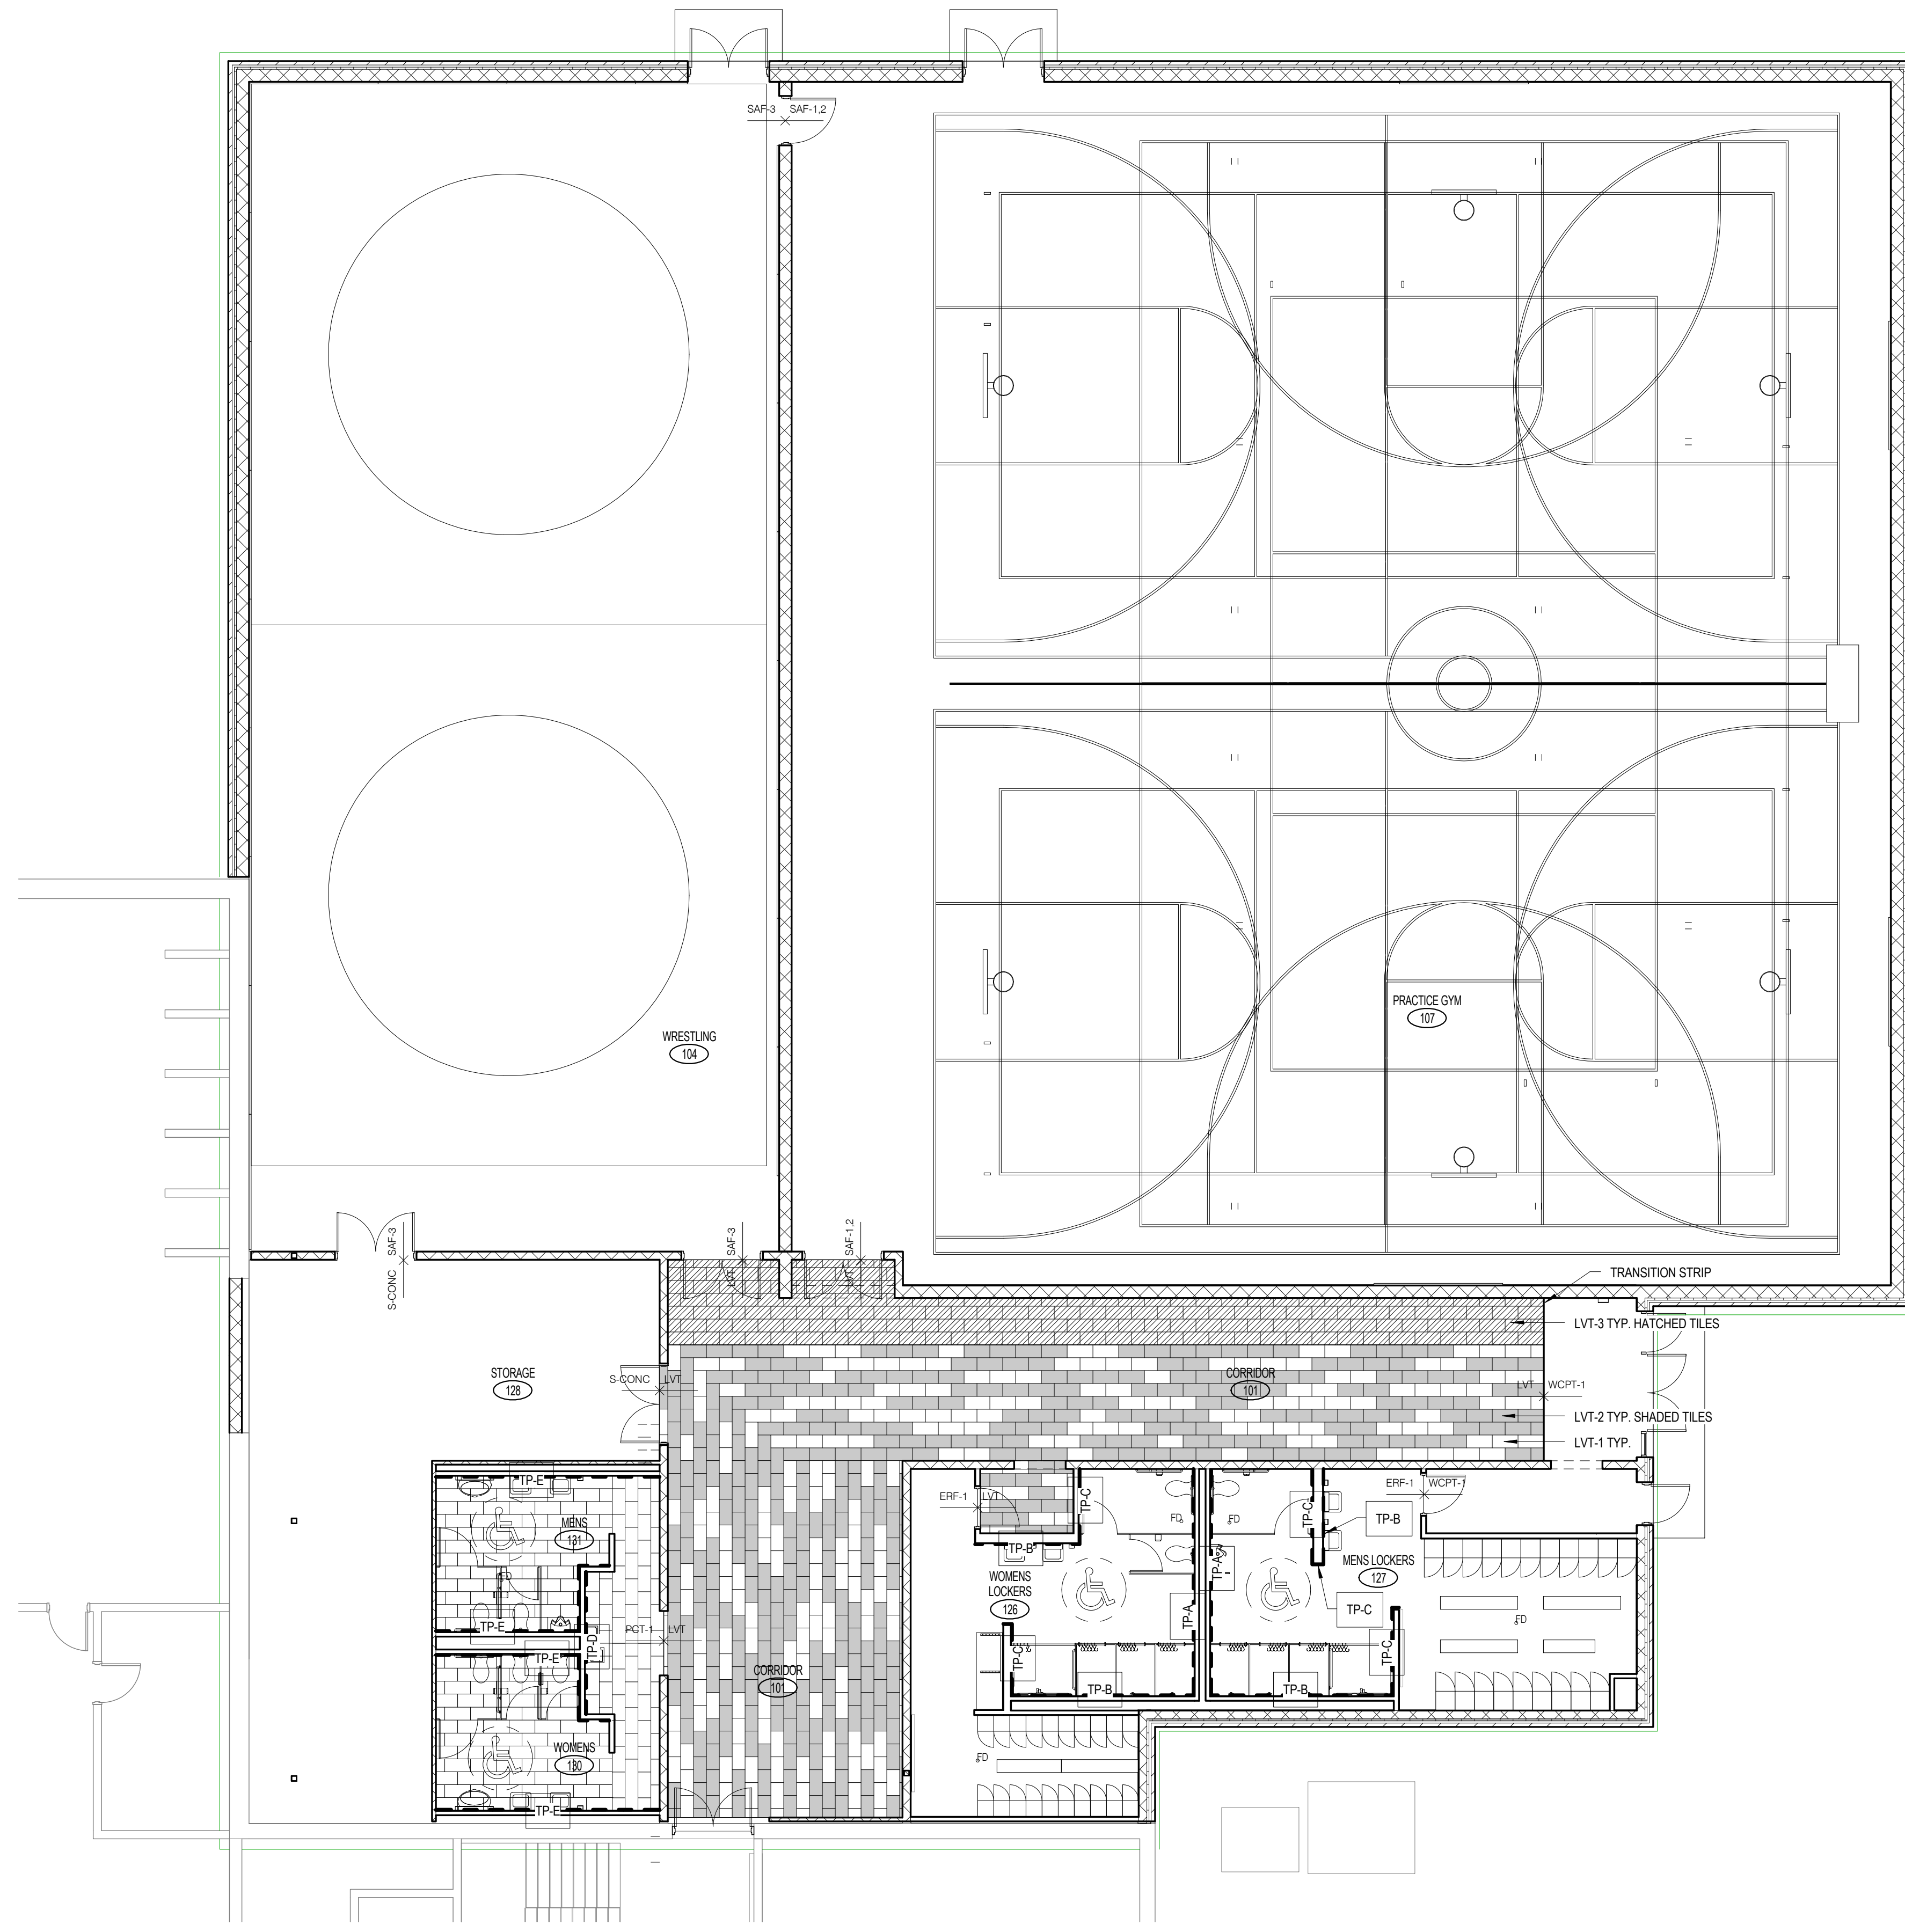 SAF-3 SAF-1,2
PRACTICE GYM
107
WRESTLING
104
SAF-3
S-CONC
SAF-3
LVT
SAF-1,2
LVT
TRANSITION STRIP
LVT-3 TYP. HATCHED TILES
STORAGE
128
S-CONC LVT
CORRIDOR
101
LVT WCPT-1
LVT-2 TYP. SHADED TILES
LVT-1 TYP.
TP-E
ERF-1 LVT
TP-C
ERF-1 WCPT-1
TP-C
FD
FD
TP-B
MENS
131
TP-B
TP-A
MENS LOCKERS
127
FD
WOMENS
LOCKERS
126
TP-A
TP-C
FD
TP-E
PCT-1 LVT
TP-D
TP-E
TP-C
TP-C
CORRIDOR
101
TP-B
TP-B
WOMENS
130
FD
TP-E